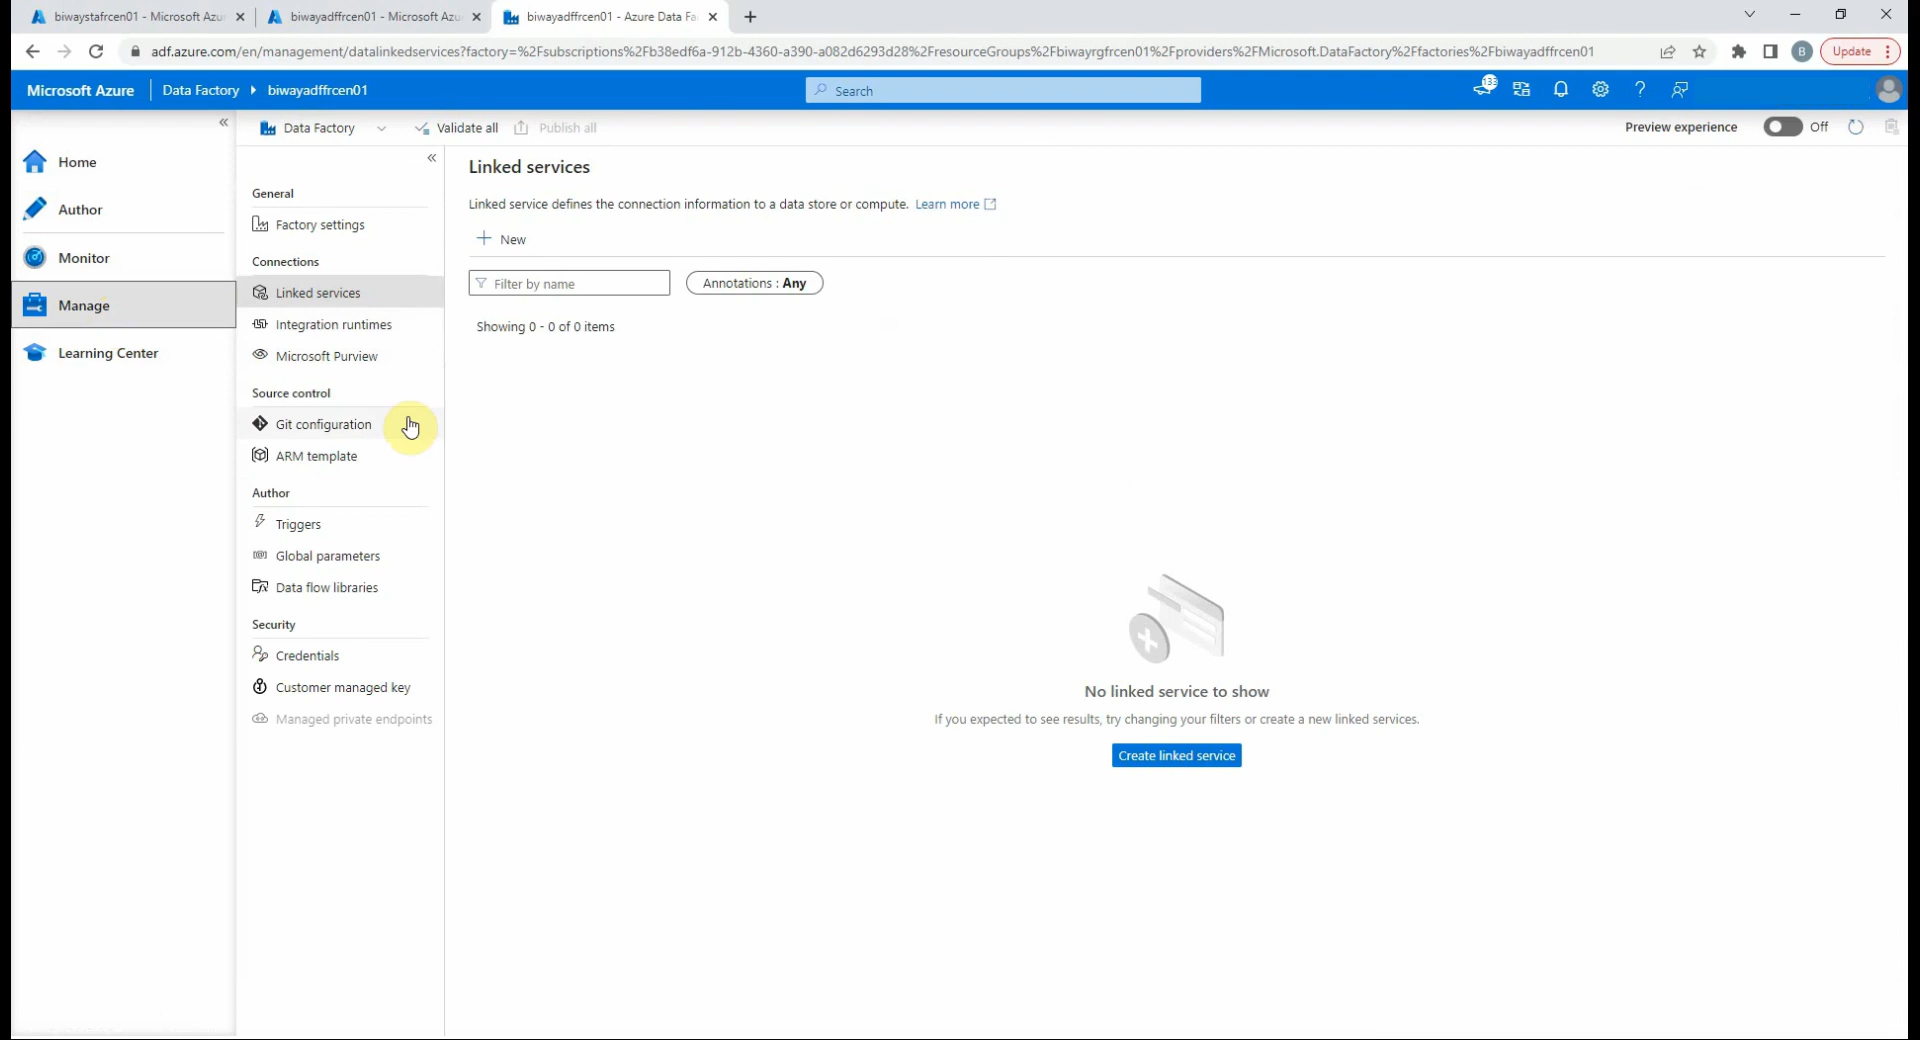 biwaystafrcen01 - Microsoft Azur
biwayadffrcen01 - Microsoft Azu
biwayadffrcen01 - Azure Data Fa
adf.azure.com/en/management/datalinkedservices?factory=%2Fsubscriptions%2Fb38edf6a-912b-4360-a390-a082d6293d28%2FresourceGroups%2Fbiwayrgfrcen01%2Fproviders%2FMicrosoft.DataFactory%2Ffactories%2Fbiwayadffrcen01
B
Update
Microsoft Azure
Data Factory
biwayadffrcen01
Search
133
Data Factory
Validate all
Publish all
Preview experience
Off
Home
Author
Monitor
Manage
Learning Center
General
Factory settings
Connections
Linked services
Integration runtimes
Microsoft Purview
Source control
Git configuration
ARM template
Author
Triggers
Global parameters
Data flow libraries
Security
Credentials
Customer managed key
Managed private endpoints
Linked services
Linked service defines the connection information to a data store or compute. Learn more
New
Filter by name
Annotations : Any
Showing 0 - 0 of 0 items
No linked service to show
If you expected to see results, try changing your filters or create a new linked services.
Create linked service